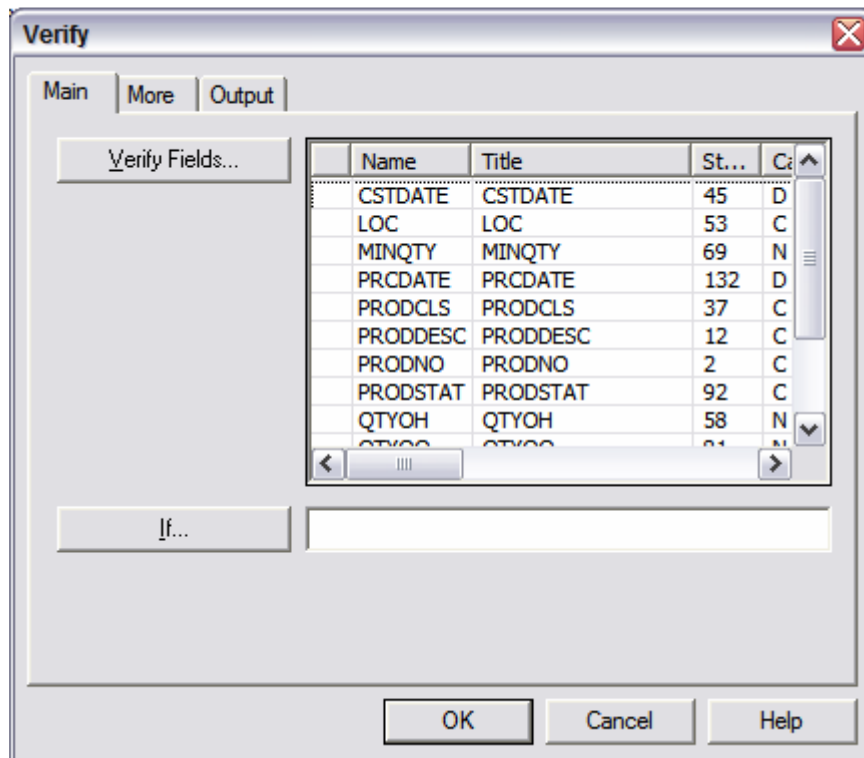 Verify
Main More Output
Verify Fields...
Name Title St... Ca
CSTDATE CSTDATE 45 D
LOC LOC 53 C
MINQTY MINQTY 69 N
PRCDATE PRCDATE 132 D
PRODCLS PRODCLS 37 C
PRODDESC PRODDESC 12 C
PRODNO PRODNO 2 C
PRODSTAT PRODSTAT 92 C
QTYOH QTYOH 58 N
If...
OK Cancel Help